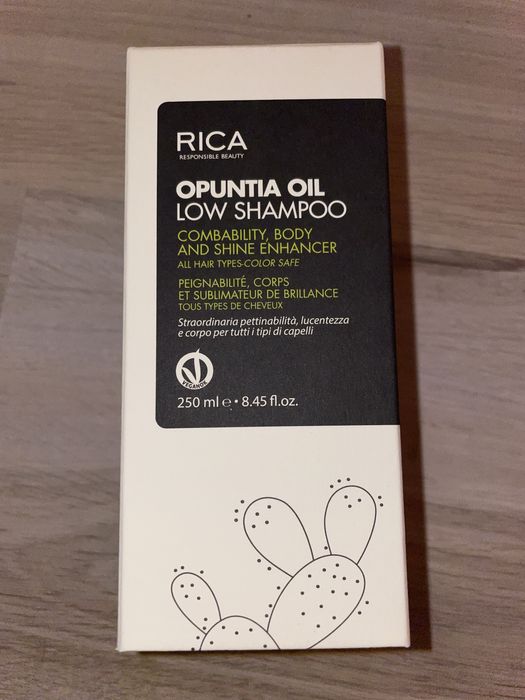 RICA
RESPONSIBLE BEAUTY
OPUNTIA OIL
LOW SHAMPOO
COMBABILITY, BODY
AND SHINE ENHANCER
ALL HAIR TYPES-COLOR SAFE
PEIGNABILITÉ, CORPS
ET SUBLIMATEUR DE BRILLANCE
TOUS TYPES DE CHEVEUX
Straordinaria pettinabilità, lucentezza
e corpo per tutti i tipi di capelli
VEGANOK
250 ml ℮ • 8.45 fl.oz.